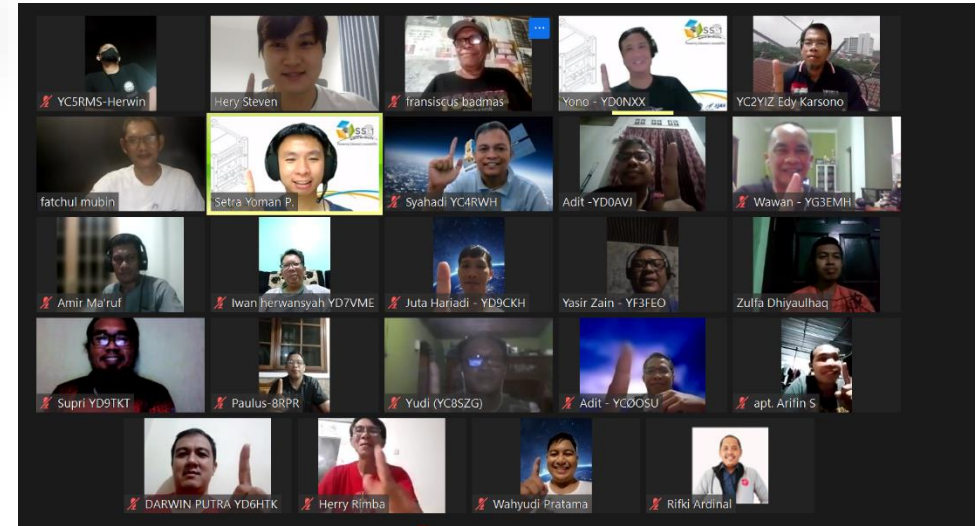 YC5RMS-Herwin
Hery Steven
fransiscus badmas
Yono - YD0NXX
YC2YIZ Edy Karsono
fatchul mubin
Setra Yoman P.
Syahadi YC4RWH
Adit -YD0AVJ
Wawan - YG3EMH
Amir Ma'ruf
Iwan herwansyah YD7VME
Juta Hariadi - YD9CKH
Yasir Zain - YF3FEO
Zulfa Dhiyaulhaq
Supri YD9TKT
Paulus-8RPR
Yudi (YC8SZG)
Adit - YCØOSU
apt. Arifin S
DARWIN PUTRA YD6HTK
Herry Rimba
Wahyudi Pratama
Rifki Ardinal